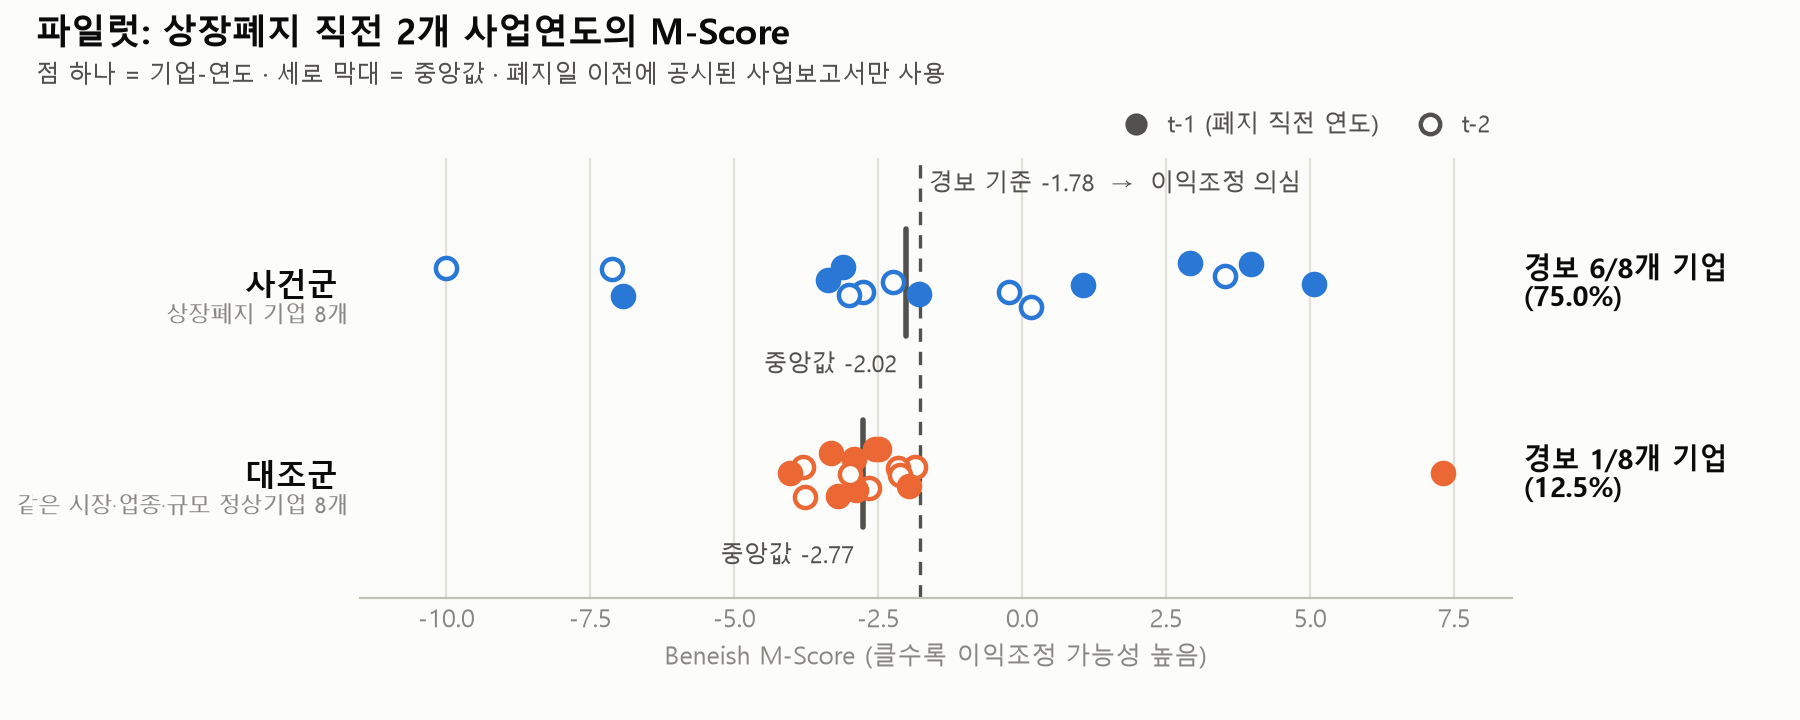 파일럿: 상장폐지 직전 2개 사업연도의 M-Score
점 하나 = 기업-연도 · 세로 막대 = 중앙값 · 폐지일 이전에 공시된 사업보고서만 사용
t-1 (폐지 직전 연도)
t-2
경보 기준 -1.78 → 이익조정 의심
사건군
상장폐지 기업 8개
경보 6/8개 기업
(75.0%)
중앙값 -2.02
대조군
같은 시장·업종·규모 정상기업 8개
경보 1/8개 기업
(12.5%)
중앙값 -2.77
-10.0 -7.5 -5.0 -2.5 0.0 2.5 5.0 7.5
Beneish M-Score (클수록 이익조정 가능성 높음)